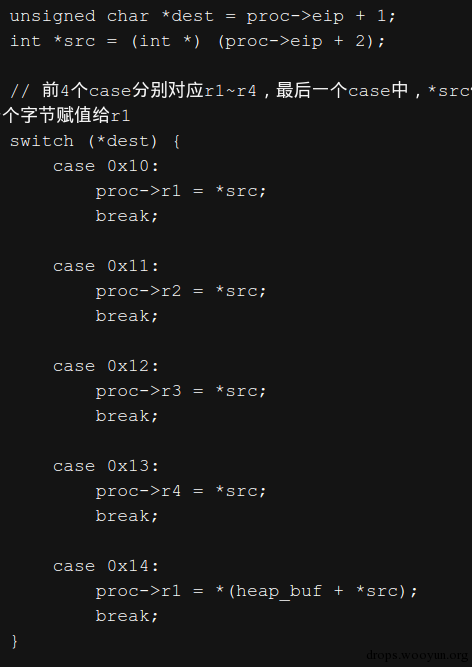 unsigned char *dest = proc->eip + 1;
int *src = (int *) (proc->eip + 2);
// 前4个case分别对应r1~r4，最后一个case中，*src
个字节赋值给r1
switch (*dest) {
case 0x10:
proc->r1 = *src;
break;
case 0x11:
proc->r2 = *src;
break;
case 0x12:
proc->r3 = *src;
break;
case 0x13:
proc->r4 = *src;
break;
case 0x14:
proc->r1 = *(heap_buf + *src);
break;
}
drops.wooyun.org